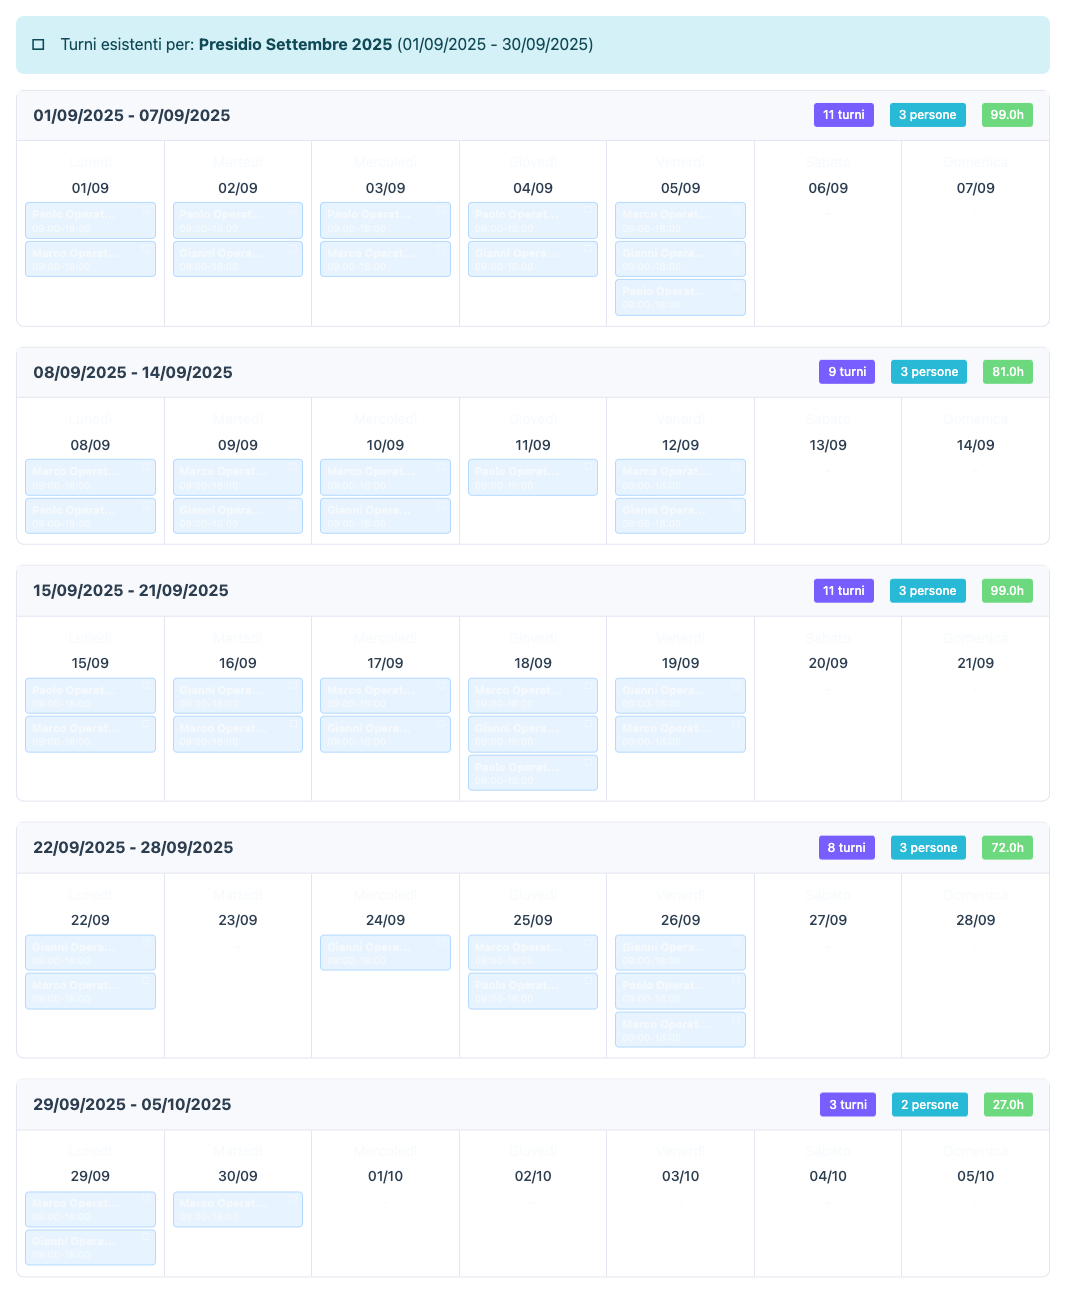 Turni esistenti per: Presidio Settembre 2025 (01/09/2025 - 30/09/2025)
01/09/2025 - 07/09/2025
11 turni
3 persone
99.0h
Lunedì
Martedì
Mercoledì
Giovedì
Venerdì
Sabato
Domenica
01/09
02/09
03/09
04/09
05/09
06/09
07/09
Paolo Operat...
09:00-18:00
Marco Operat...
09:00-18:00
Paolo Operat...
09:00-18:00
Gianni Opera...
09:00-18:00
Paolo Operat...
09:00-18:00
Marco Operat...
09:00-18:00
Paolo Operat...
09:00-18:00
Gianni Opera...
09:00-18:00
Marco Operat...
09:00-18:00
Gianni Opera...
09:00-18:00
Paolo Operat...
09:00-18:00
08/09/2025 - 14/09/2025
9 turni
3 persone
81.0h
Lunedì
Martedì
Mercoledì
Giovedì
Venerdì
Sabato
Domenica
08/09
09/09
10/09
11/09
12/09
13/09
14/09
Marco Operat...
09:00-18:00
Paolo Operat...
09:00-18:00
Marco Operat...
09:00-18:00
Gianni Opera...
09:00-18:00
Marco Operat...
09:00-18:00
Gianni Opera...
09:00-18:00
Paolo Operat...
09:00-18:00
Marco Operat...
09:00-18:00
Gianni Opera...
09:00-18:00
15/09/2025 - 21/09/2025
11 turni
3 persone
99.0h
Lunedì
Martedì
Mercoledì
Giovedì
Venerdì
Sabato
Domenica
15/09
16/09
17/09
18/09
19/09
20/09
21/09
Paolo Operat...
09:00-18:00
Marco Operat...
09:00-18:00
Gianni Opera...
09:00-18:00
Marco Operat...
09:00-18:00
Marco Operat...
09:00-18:00
Gianni Opera...
09:00-18:00
Marco Operat...
09:00-18:00
Gianni Opera...
09:00-18:00
Paolo Operat...
09:00-18:00
Gianni Opera...
09:00-18:00
Marco Operat...
09:00-18:00
22/09/2025 - 28/09/2025
8 turni
3 persone
72.0h
Lunedì
Martedì
Mercoledì
Giovedì
Venerdì
Sabato
Domenica
22/09
23/09
24/09
25/09
26/09
27/09
28/09
Gianni Opera...
09:00-18:00
Marco Operat...
09:00-18:00
Gianni Opera...
09:00-18:00
Marco Operat...
09:00-18:00
Paolo Operat...
09:00-18:00
Gianni Opera...
09:00-18:00
Paolo Operat...
09:00-18:00
Marco Operat...
09:00-18:00
29/09/2025 - 05/10/2025
3 turni
2 persone
27.0h
Lunedì
Martedì
Mercoledì
Giovedì
Venerdì
Sabato
Domenica
29/09
30/09
01/10
02/10
03/10
04/10
05/10
Marco Operat...
09:00-18:00
Gianni Opera...
09:00-18:00
Marco Operat...
09:00-18:00